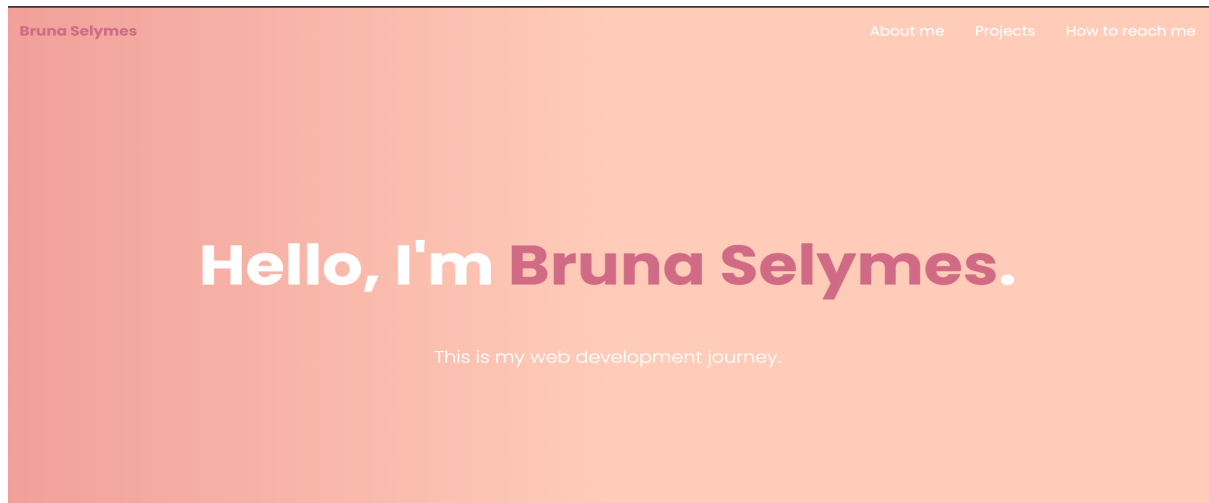 Bruna Selymes
About me
Projects
How to reach me
Hello, I'm Bruna Selymes.
This is my web development journey.